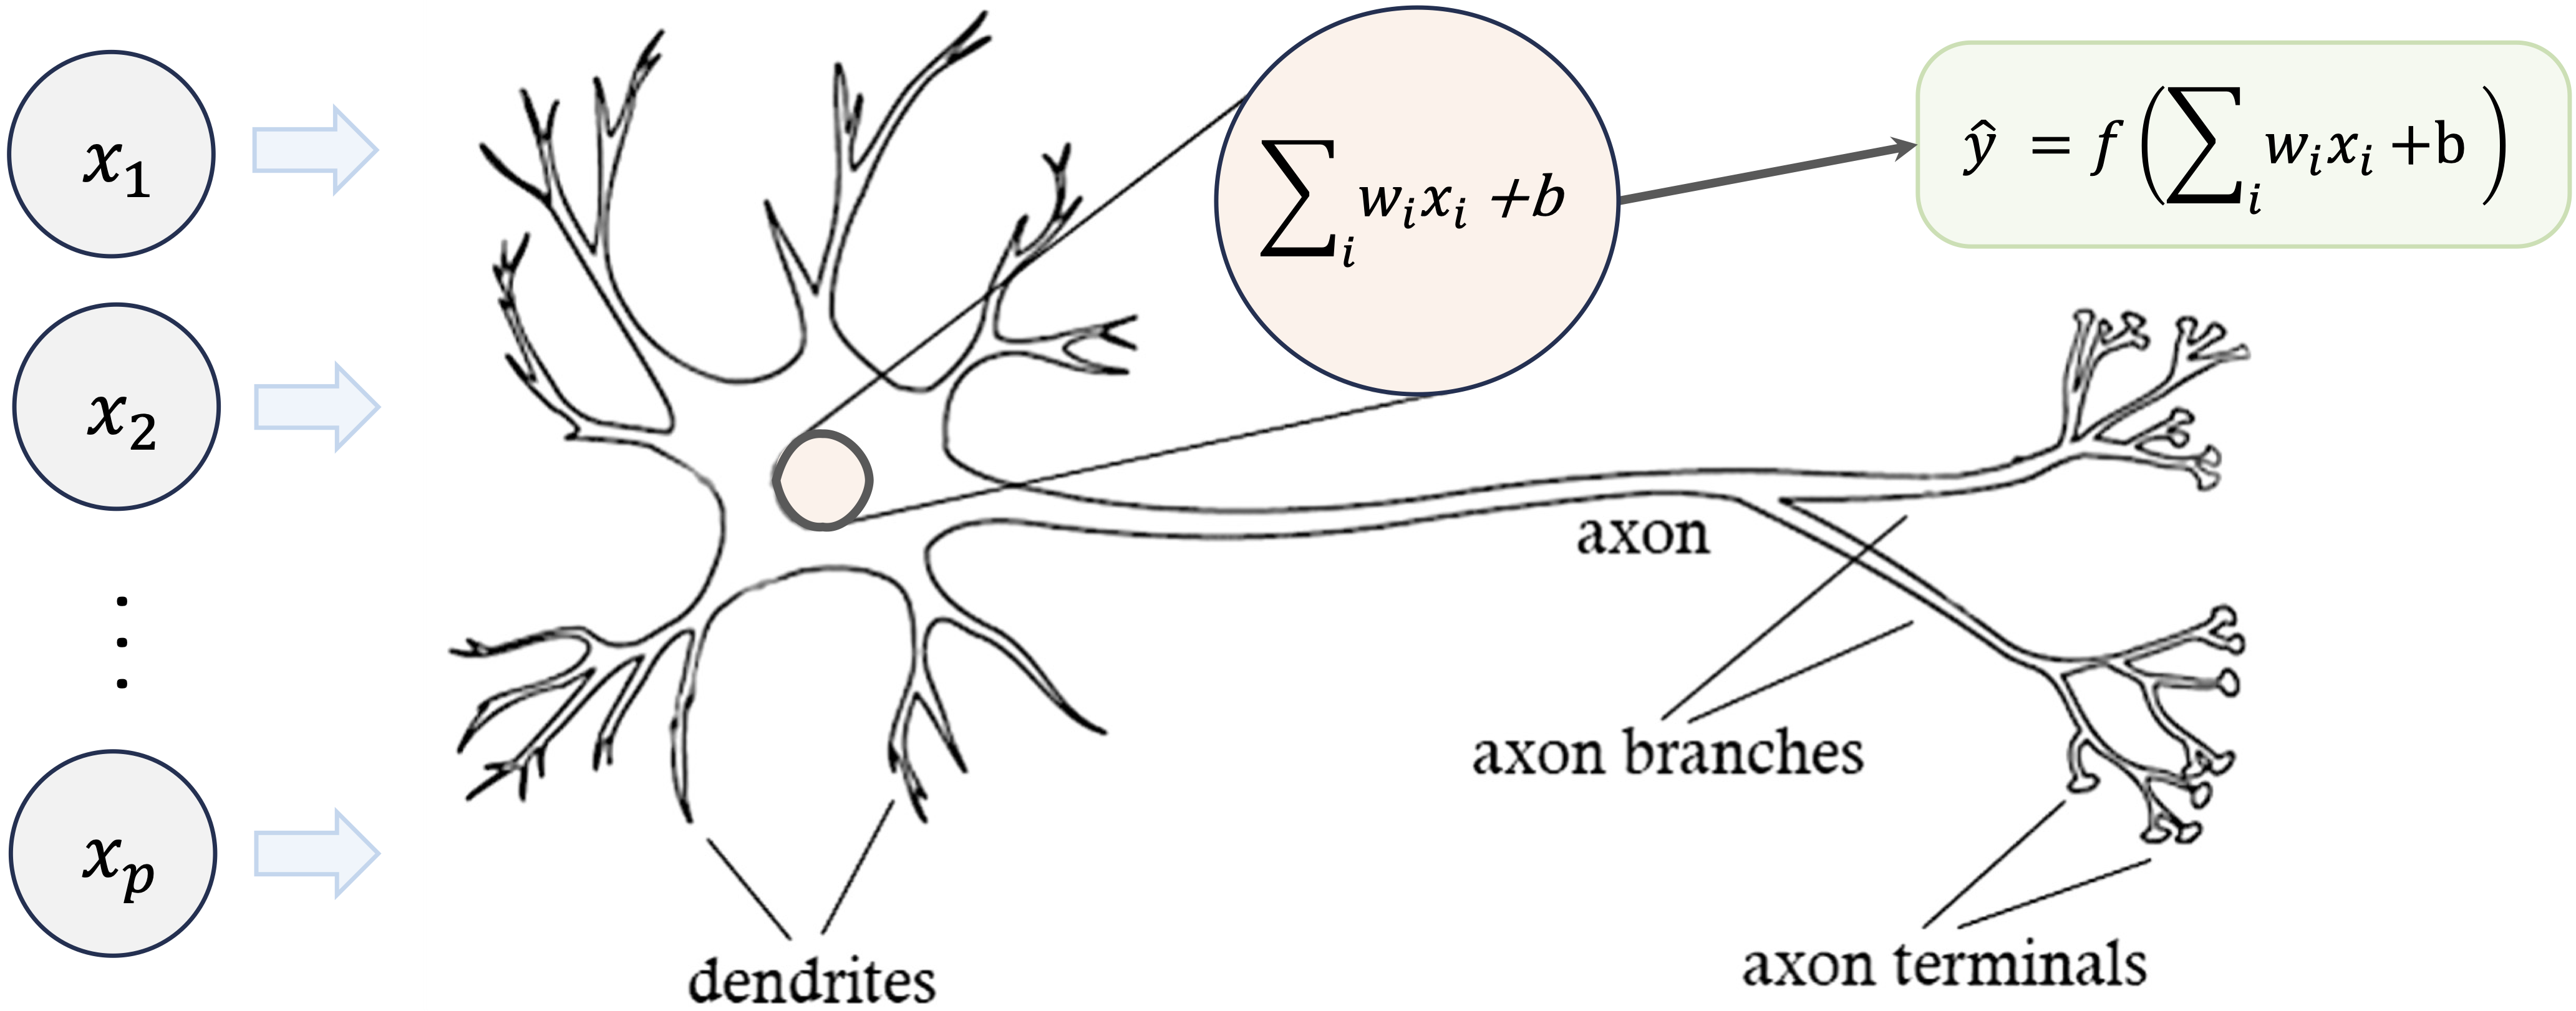 x₁
x₂
⋮
xₚ
∑ᵢ wᵢxᵢ +b
ŷ = f(∑ᵢ wᵢxᵢ +b)
axon
axon branches
dendrites
axon terminals